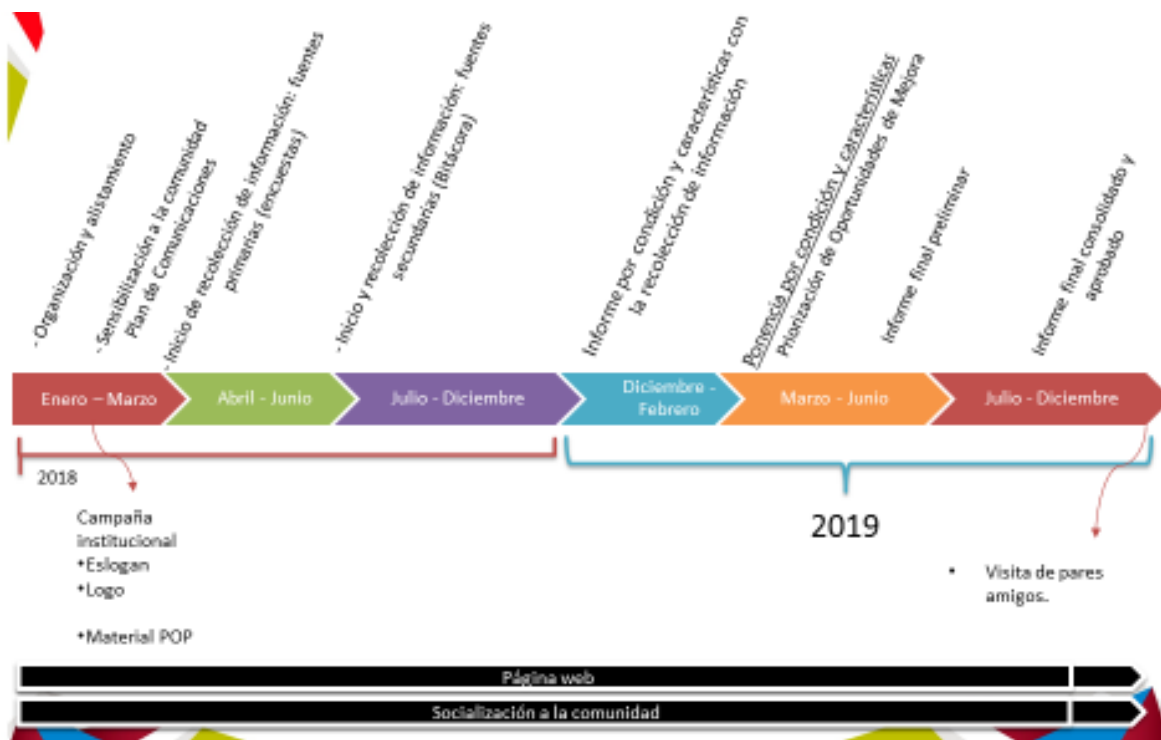 - Organización y alistamiento
- Sensibilización a la comunidad
Plan de Comunicaciones
- Inicio de recolección de información: fuentes
primarias (encuestas)
- Inicio y recolección de información: fuentes
secundarias (Bitácora)
Informe por condición y características con
la recolección de información
Ponencia por condición y características
Priorización de Oportunidades de Mejora
Informe final preliminar
Informe final consolidado y
aprobado
Enero – Marzo
Abril - Junio
Julio - Diciembre
Diciembre -
Febrero
Marzo - Junio
Julio - Diciembre
2018
2019
Campaña
institucional
•Eslogan
•Logo
•Material POP
• Visita de pares
amigos.
Página web
Socialización a la comunidad